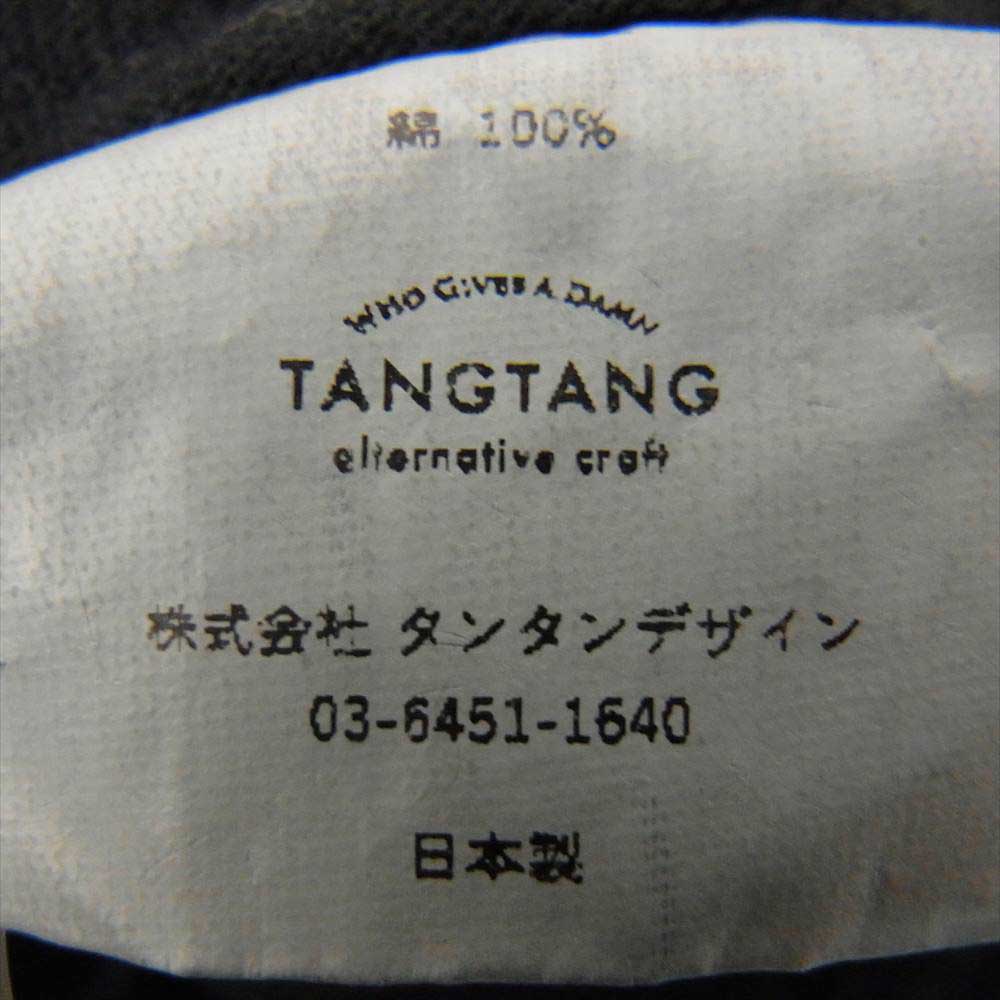 綿 100%
WHO GIVES A DAMN
TANGTANG
alternative craft
株式会社 タンタンデザイン
03-6451-1640
日本製